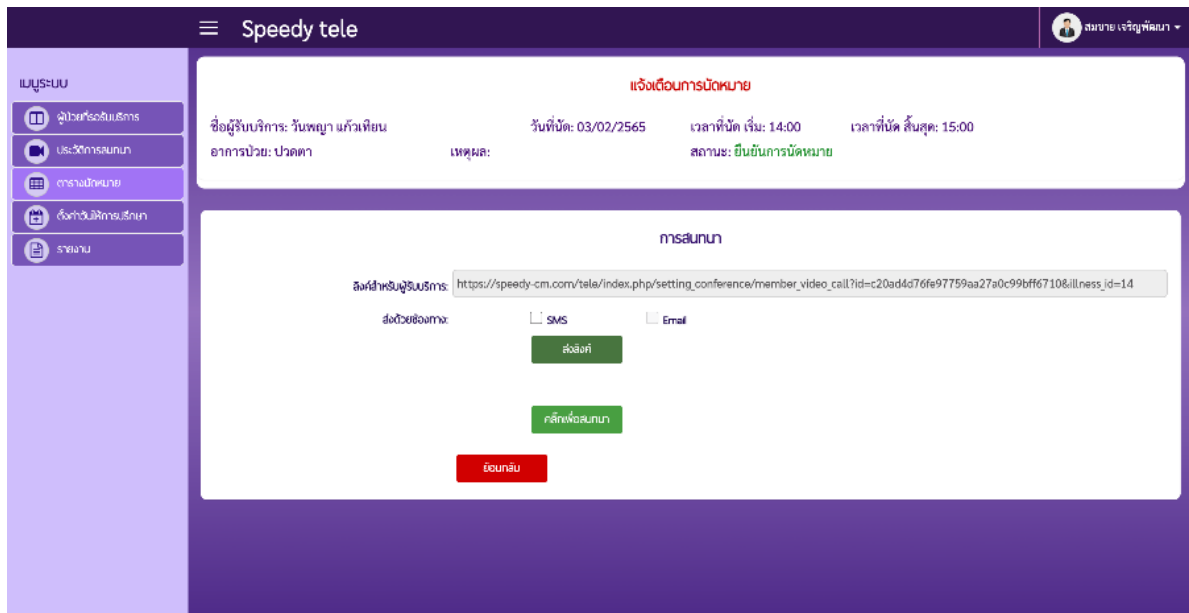 Speedy tele
สมชาย เจริญพัฒนา
เมนูระบบ
ผู้ป่วยที่รอรับบริการ
ประวัติการสนทนา
ตารางนัดหมาย
ตั้งค่าวันให้การปรึกษา
รายงาน
แจ้งเตือนการนัดหมาย
ชื่อผู้รับบริการ: วันพญา แก้วเทียน วันที่นัด: 03/02/2565 เวลาที่นัด เริ่ม: 14:00 เวลาที่นัด สิ้นสุด: 15:00
อาการป่วย: ปวดตา เหตุผล: สถานะ: ยืนยันการนัดหมาย
การสนทนา
ลิงค์สำหรับผู้รับบริการ: https://speedy-cm.com/tele/index.php/setting_conference/member_video_call?id=c20ad4d76fe97759aa27a0c99bff6710&illness_id=14
ส่งด้วยช่องทาง: SMS Email
ส่งลิงค์
คลิ๊กเพื่อสนทนา
ย้อนกลับ